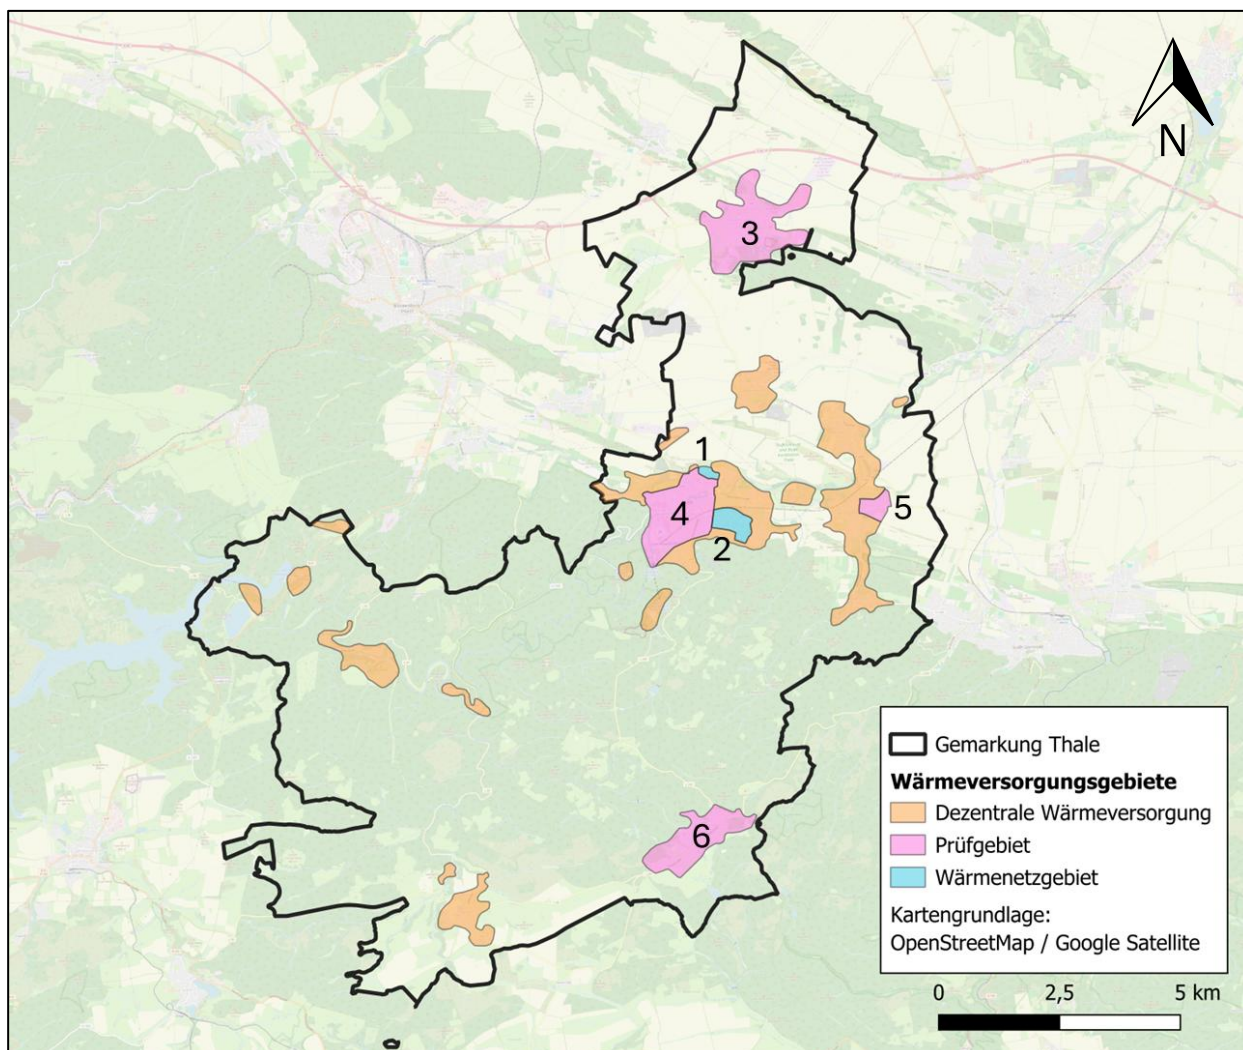 N
3
1
4
5
2
6
Gemarkung Thale
Wärmeversorgungsgebiete
Dezentrale Wärmeversorgung
Prüfgebiet
Wärmenetzgebiet
Kartengrundlage:
OpenStreetMap / Google Satellite
0 2,5 5 km